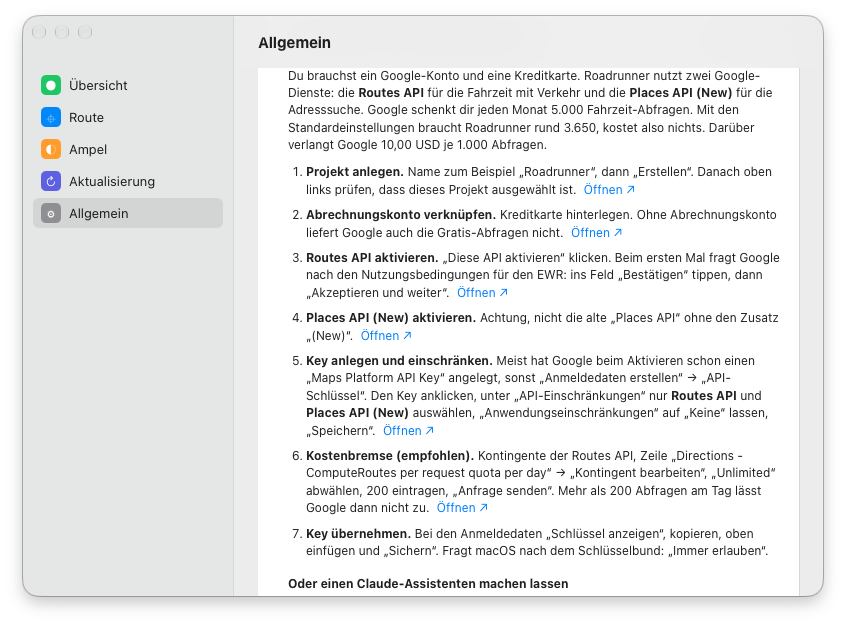 Allgemein
Übersicht
Route
Ampel
Aktualisierung
Allgemein
Du brauchst ein Google-Konto und eine Kreditkarte. Roadrunner nutzt zwei Google-
Dienste: die Routes API für die Fahrzeit mit Verkehr und die Places API (New) für die
Adresssuche. Google schenkt dir jeden Monat 5.000 Fahrzeit-Abfragen. Mit den
Standardeinstellungen braucht Roadrunner rund 3.650, kostet also nichts. Darüber
verlangt Google 10,00 USD je 1.000 Abfragen.
1. Projekt anlegen. Name zum Beispiel „Roadrunner“, dann „Erstellen“. Danach oben
links prüfen, dass dieses Projekt ausgewählt ist. Öffnen ↗
2. Abrechnungskonto verknüpfen. Kreditkarte hinterlegen. Ohne Abrechnungskonto
liefert Google auch die Gratis-Abfragen nicht. Öffnen ↗
3. Routes API aktivieren. „Diese API aktivieren“ klicken. Beim ersten Mal fragt Google
nach den Nutzungsbedingungen für den EWR: ins Feld „Bestätigen“ tippen, dann
„Akzeptieren und weiter“. Öffnen ↗
4. Places API (New) aktivieren. Achtung, nicht die alte „Places API“ ohne den Zusatz
„(New)“. Öffnen ↗
5. Key anlegen und einschränken. Meist hat Google beim Aktivieren schon einen
„Maps Platform API Key“ angelegt, sonst „Anmeldedaten erstellen“ → „API-
Schlüssel“. Den Key anklicken, unter „API-Einschränkungen“ nur Routes API und
Places API (New) auswählen, „Anwendungseinschränkungen“ auf „Keine“ lassen,
„Speichern“. Öffnen ↗
6. Kostenbremse (empfohlen). Kontingente der Routes API, Zeile „Directions -
ComputeRoutes per request quota per day“ → „Kontingent bearbeiten“, „Unlimited“
abwählen, 200 eintragen, „Anfrage senden“. Mehr als 200 Abfragen am Tag lässt
Google dann nicht zu. Öffnen ↗
7. Key übernehmen. Bei den Anmeldedaten „Schlüssel anzeigen“, kopieren, oben
einfügen und „Sichern“. Fragt macOS nach dem Schlüsselbund: „Immer erlauben“.
Oder einen Claude-Assistenten machen lassen